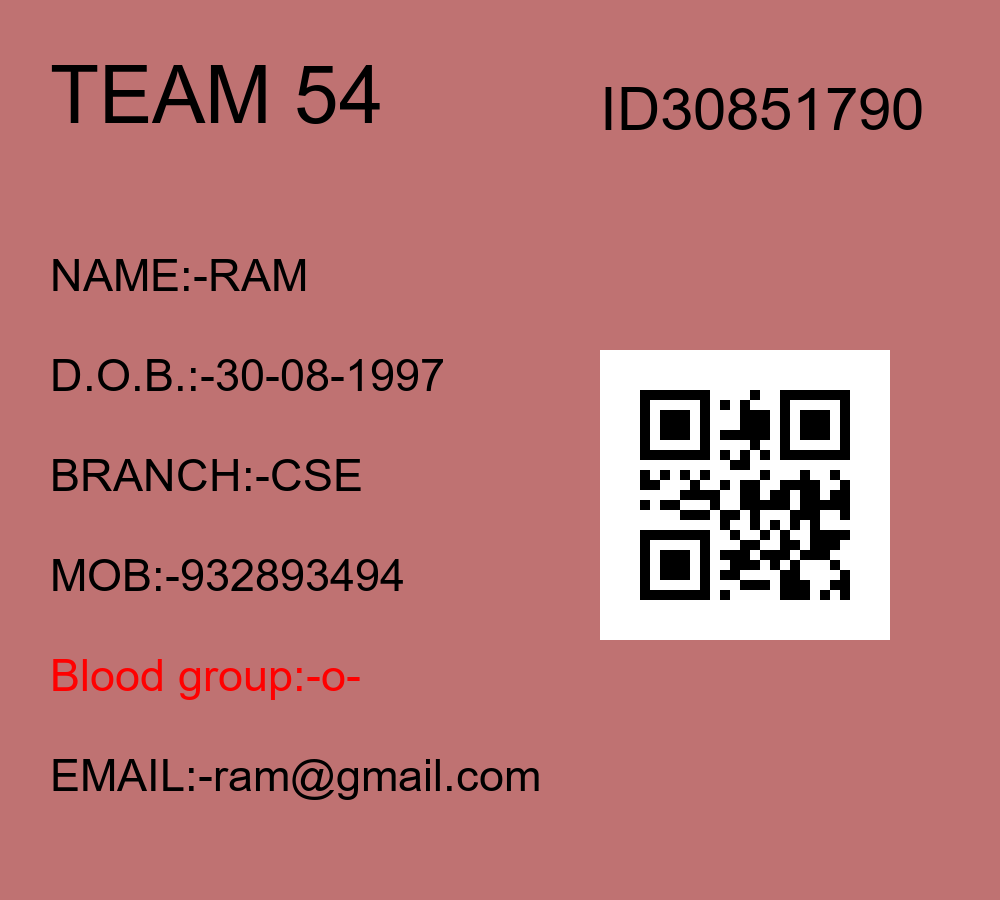 TEAM 54
ID30851790
NAME:-RAM
D.O.B.:-30-08-1997
BRANCH:-CSE
MOB:-932893494
Blood group:-o-
EMAIL:-ram@gmail.com